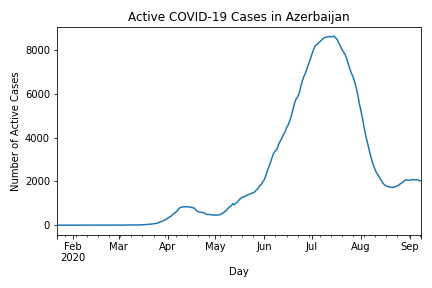 Active COVID-19 Cases in Azerbaijan
Number of Active Cases
8000
6000
4000
2000
0
Feb Mar Apr May Jun Jul Aug Sep
2020
Day